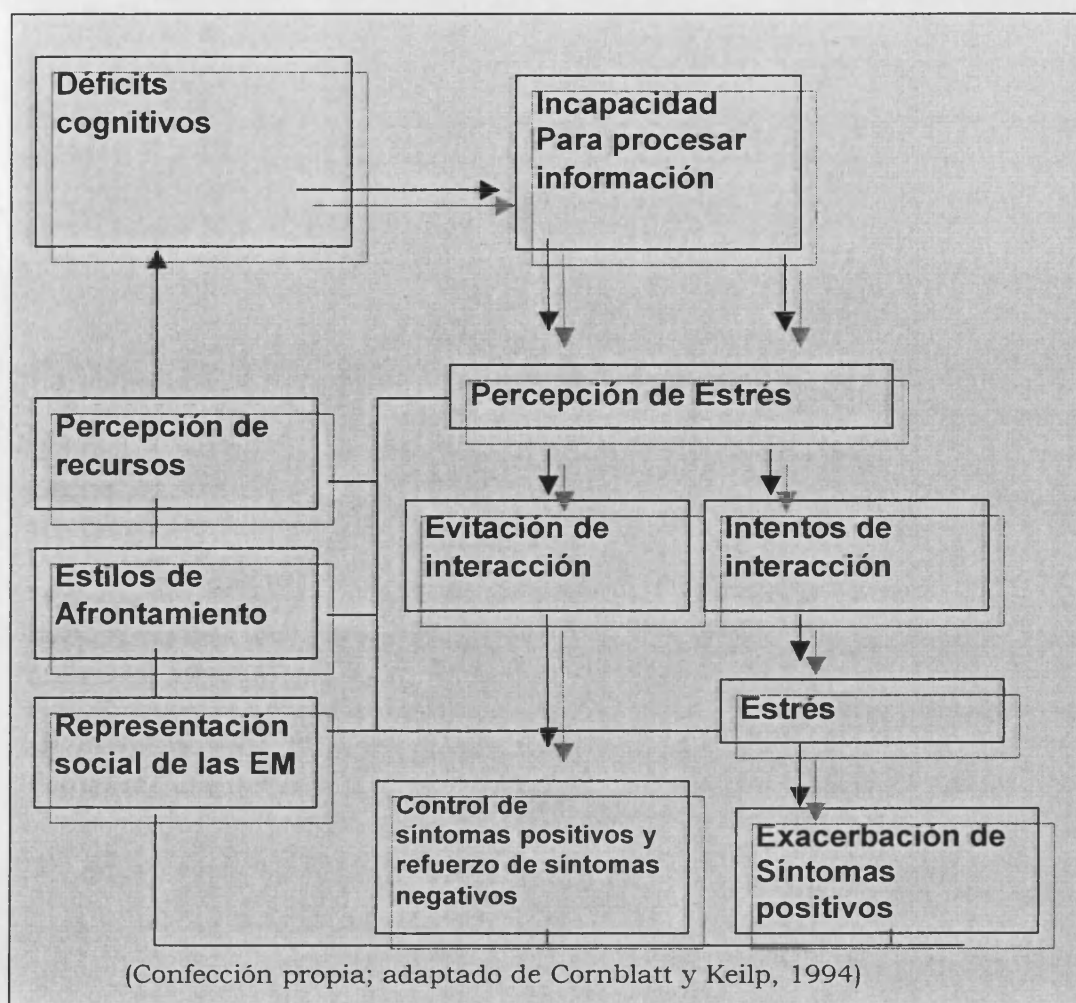 Déficits
cognitivos
Incapacidad
Para procesar
información
Percepción de Estrés
Percepción de
recursos
Evitación de
interacción
Intentos de
interacción
Estilos de
Afrontamiento
Representación
social de las EM
Estrés
Control de
síntomas positivos y
refuerzo de síntomas
negativos
Exacerbación de
Síntomas
positivos
(Confección propia; adaptado de Cornblatt y Keilp, 1994)